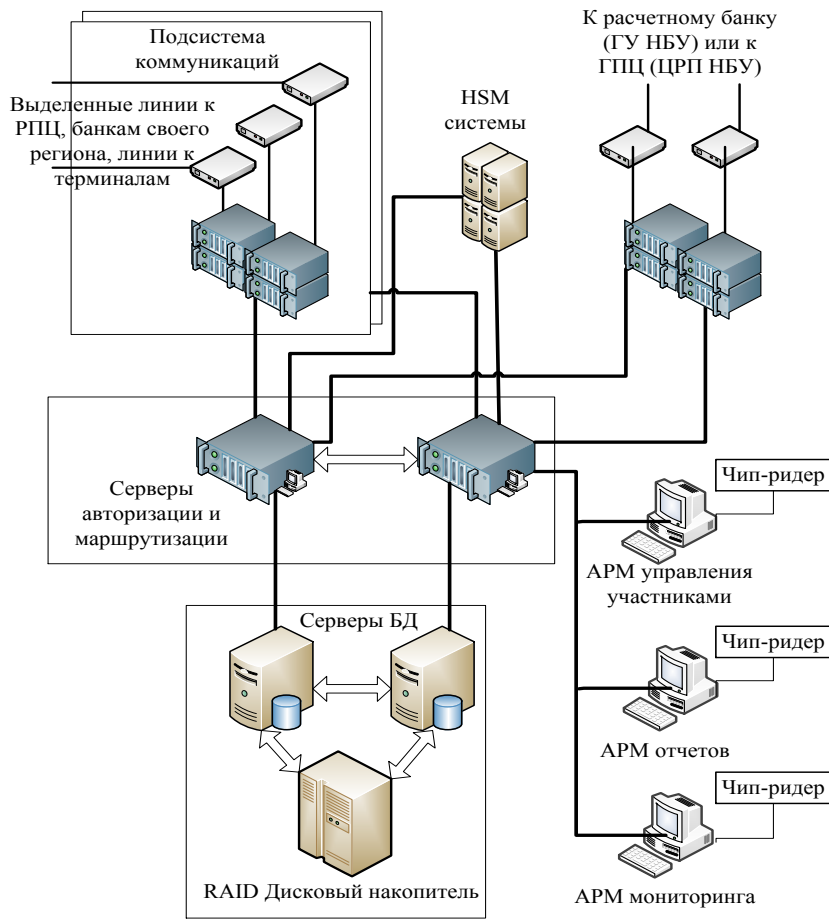 Подсистема
коммуникаций
Выделенные линии к
РПЦ, банкам своего
региона, линии к
терминалам
HSM
системы
К расчетному банку
(ГУ НБУ) или к
ГПЦ (ЦРП НБУ)
Серверы
авторизации и
маршрутизации
Чип-ридер
АРМ управления
участниками
Серверы БД
Чип-ридер
АРМ отчетов
Чип-ридер
RAID Дисковый накопитель
АРМ мониторинга